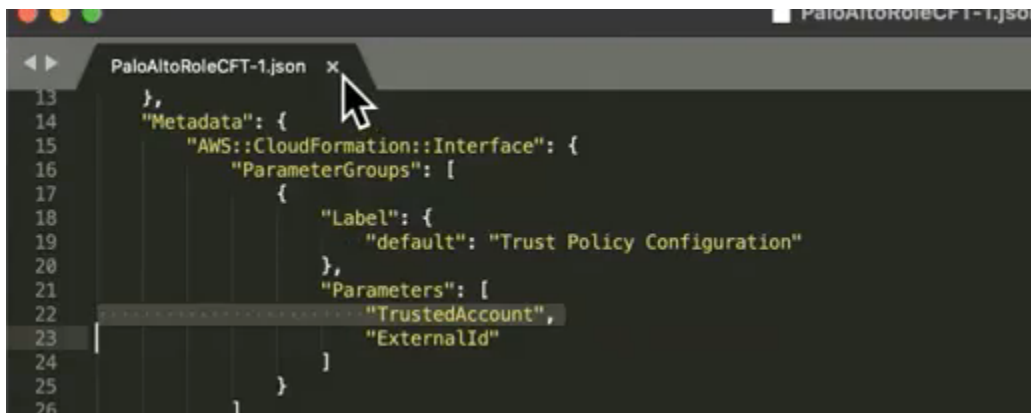 PaloAltoRoleCFT-1.json
PaloAltoRoleCFT-1.json ×
13 },
14 "Metadata": {
15 "AWS::CloudFormation::Interface": {
16 "ParameterGroups": [
17 {
18 "Label": {
19 "default": "Trust Policy Configuration"
20 },
21 "Parameters": [
22 "TrustedAccount",
23 "ExternalId"
24 ]
25 }
26 ]